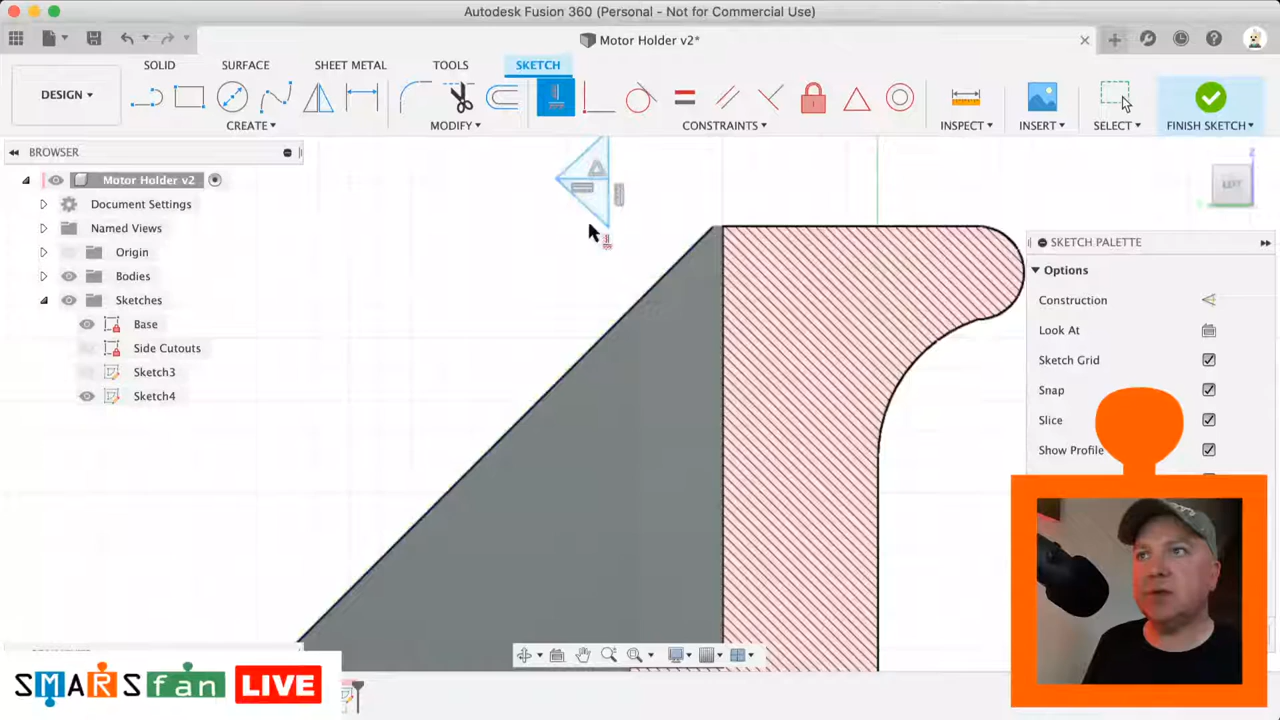 Autodesk Fusion 360 (Personal - Not for Commercial Use)
Motor Holder v2*
SOLID SURFACE SHEET METAL TOOLS SKETCH
DESIGN
CREATE MODIFY CONSTRAINTS INSPECT INSERT SELECT FINISH SKETCH
BROWSER
Motor Holder v2
Document Settings
Named Views
Origin
Bodies
Sketches
Base
Side Cutouts
Sketch3
Sketch4
Z
LEFT
SKETCH PALETTE
Options
Construction
Look At
Sketch Grid
Snap
Slice
Show Profile
SMARS fan LIVE